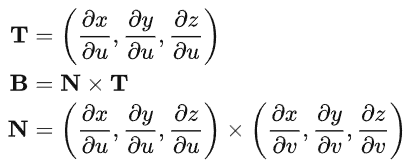 T = (∂x/∂u, ∂y/∂u, ∂z/∂u)
B = N × T
N = (∂x/∂u, ∂y/∂u, ∂z/∂u) × (∂x/∂v, ∂y/∂v, ∂z/∂v)